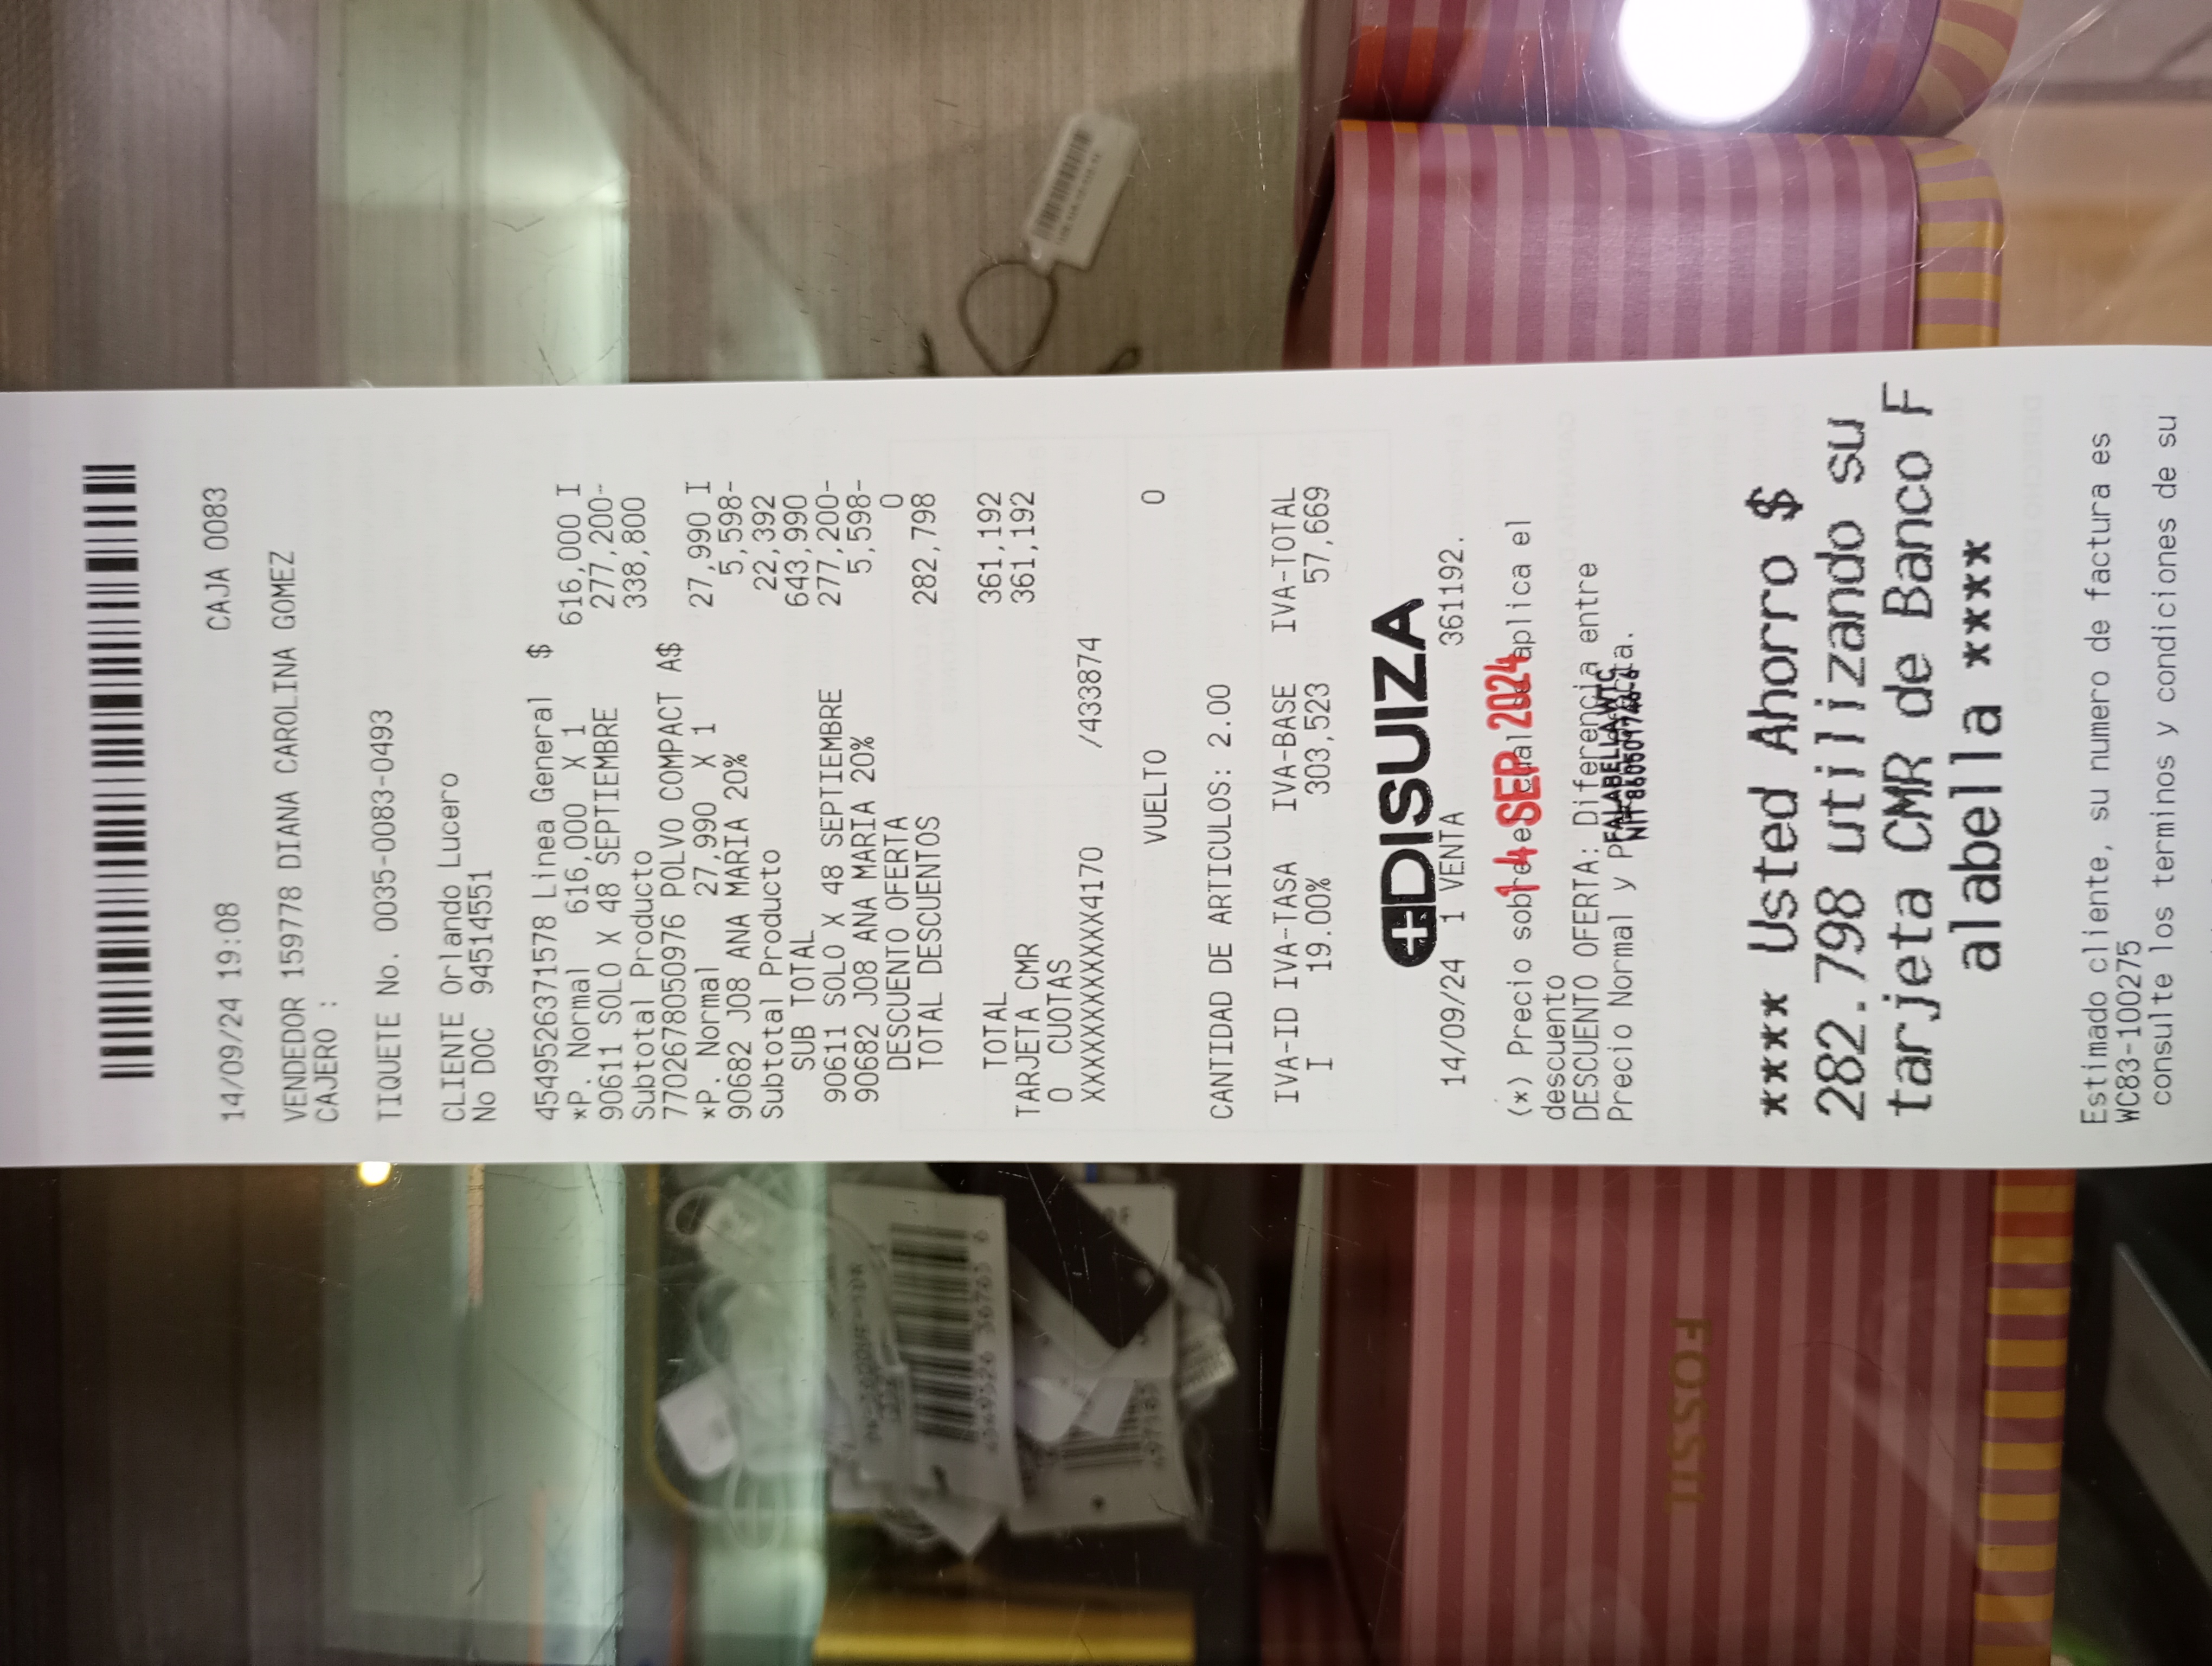 14/09/24 19:08 CAJA 0083
VENDEDOR 159778 DIANA CAROLINA GOMEZ
CAJERO :
TIQUETE No. 0035-0083-0493
CLIENTE Orlando Lucero
No DOC 94514551
4549526371578 Linea General $
*P. Normal 616,000 X 1 616,000 I
90611 SOLO X 48 SEPTIEMBRE 277,200-
Subtotal Producto 338,800
7702678050976 POLVO COMPACT A$
*P. Normal 27,990 X 1 27,990 I
90682 JO8 ANA MARIA 20% 5,598-
Subtotal Producto 22,392
SUB TOTAL 643,990
90611 SOLO X 48 SEPTIEMBRE 277,200-
90682 JO8 ANA MARIA 20% 5,598-
DESCUENTO OFERTA 0
TOTAL DESCUENTOS 282,798
TOTAL 361,192
TARJETA CMR 361,192
0 CUOTAS
XXXXXXXXXXXX4170 /433874
VUELTO 0
CANTIDAD DE ARTICULOS: 2.00
IVA-ID IVA-TASA IVA-BASE IVA-TOTAL
I 19.00% 303,523 57,669
DISUIZA
14/09/24 1 VENTA 361192.
14 SEP 2024
(*) Precio sobre el cual se aplica el
descuento
DESCUENTO OFERTA: Diferencia entre
Precio Normal y
FALABELLA
NIT
**** Usted Ahorro $
282.798 utilizando su
tarjeta CMR de Banco F
alabella ****
Estimado cliente, su numero de factura es
WC83-100275
consulte los terminos y condiciones de su
FOSSIL